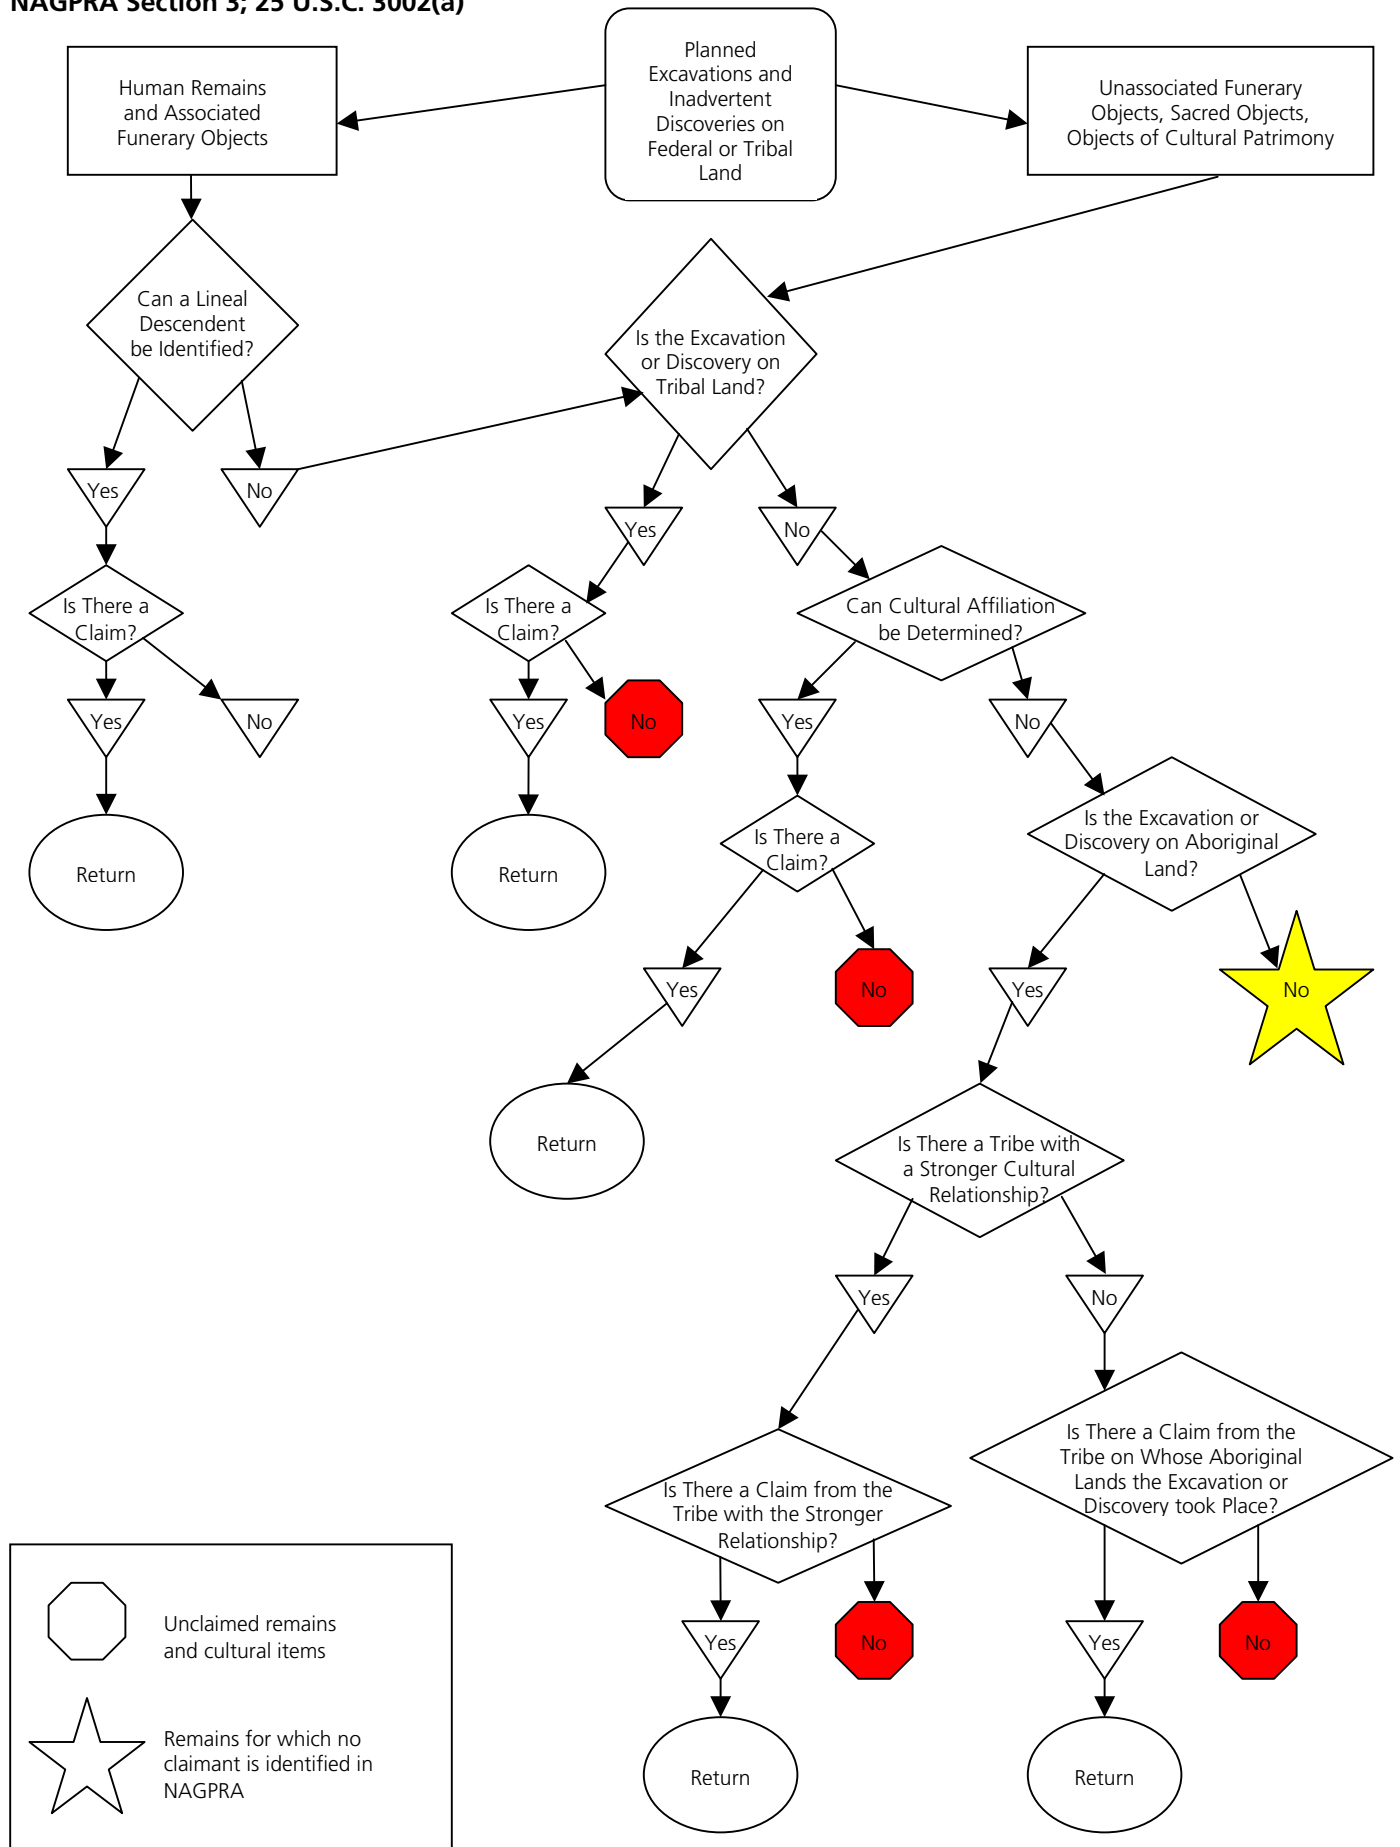 NAGPRA Section 3; 25 U.S.C. 3002(a)
Planned
Excavations and
Inadvertent
Discoveries on
Federal or Tribal
Land
Human Remains
and Associated
Funerary Objects
Unassociated Funerary
Objects, Sacred Objects,
Objects of Cultural Patrimony
Can a Lineal
Descendent
be Identified?
Is the Excavation
or Discovery on
Tribal Land?
Yes
No
Yes
No
Is There a
Claim?
Is There a
Claim?
Can Cultural Affiliation
be Determined?
Yes
No
Yes
No
Yes
No
Return
Return
Is There a
Claim?
Is the Excavation or
Discovery on Aboriginal
Land?
Yes
No
Yes
No
Return
Is There a Tribe with
a Stronger Cultural
Relationship?
Yes
No
Is There a Claim from the
Tribe with the Stronger
Relationship?
Is There a Claim from the
Tribe on Whose Aboriginal
Lands the Excavation or
Discovery took Place?
Yes
No
Yes
No
Return
Return
Unclaimed remains
and cultural items
Remains for which no
claimant is identified in
NAGPRA